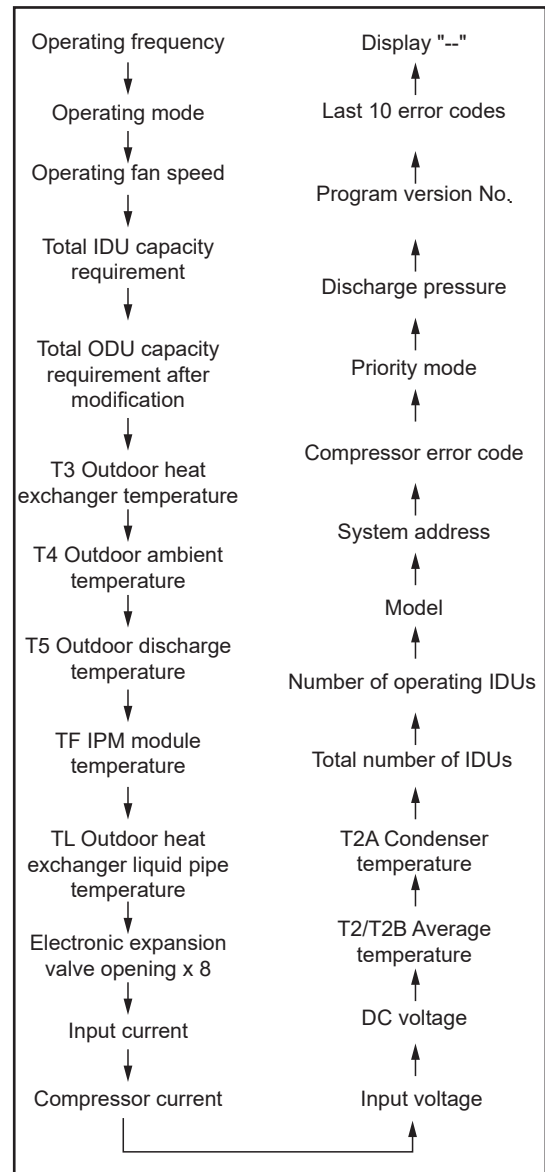 Operating frequency
Operating mode
Operating fan speed
Total IDU capacity
requirement
Total ODU capacity
requirement after
modification
T3 Outdoor heat
exchanger temperature
T4 Outdoor ambient
temperature
T5 Outdoor discharge
temperature
TF IPM module
temperature
TL Outdoor heat
exchanger liquid pipe
temperature
Electronic expansion
valve opening x 8
Input current
Compressor current
Input voltage
DC voltage
T2/T2B Average
temperature
T2A Condenser
temperature
Total number of IDUs
Number of operating IDUs
Model
System address
Compressor error code
Priority mode
Discharge pressure
Program version No.
Last 10 error codes
Display "--"